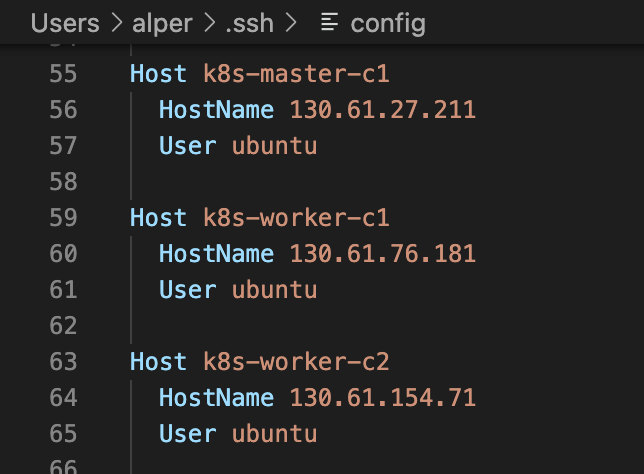 Users > alper > .ssh > config
55 Host k8s-master-c1
56 HostName 130.61.27.211
57 User ubuntu
58
59 Host k8s-worker-c1
60 HostName 130.61.76.181
61 User ubuntu
62
63 Host k8s-worker-c2
64 HostName 130.61.154.71
65 User ubuntu
66